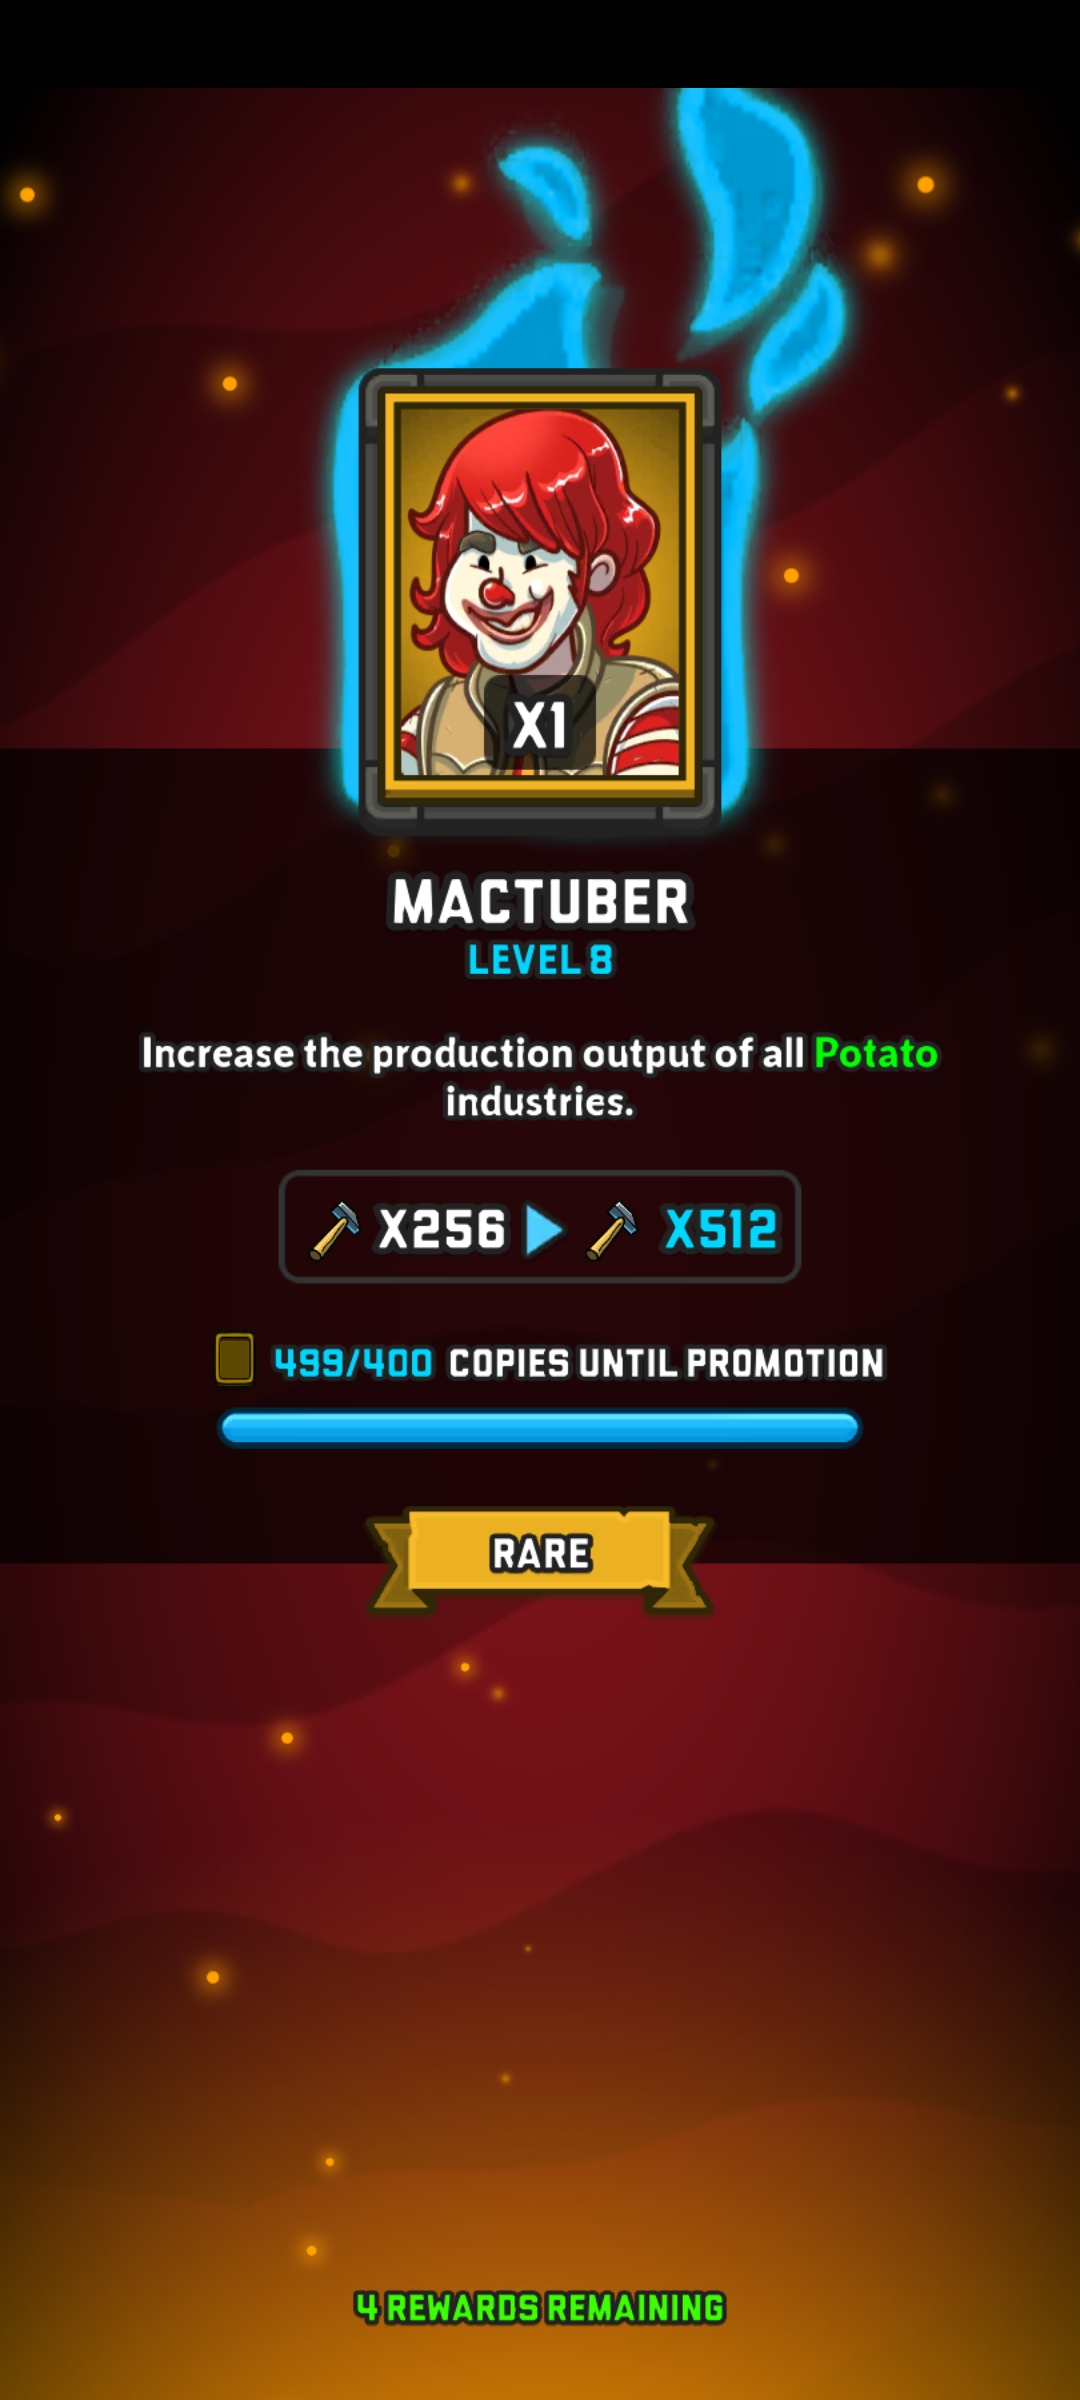 X1
MACTUBER
LEVEL 8
Increase the production output of all Potato
industries.
X256 X512
499/400 COPIES UNTIL PROMOTION
RARE
4 REWARDS REMAINING